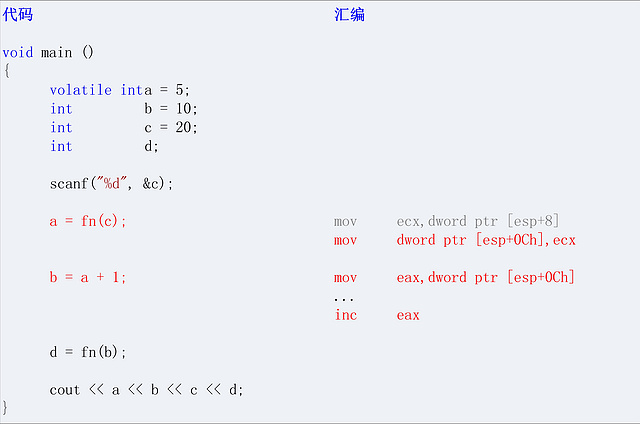 代码 汇编
void main ()
{
volatile int a = 5;
int b = 10;
int c = 20;
int d;
scanf("%d", &c);
a = fn(c); mov ecx,dword ptr [esp+8]
mov dword ptr [esp+0Ch],ecx
b = a + 1; mov eax,dword ptr [esp+0Ch]
...
inc eax
d = fn(b);
cout << a << b << c << d;
}